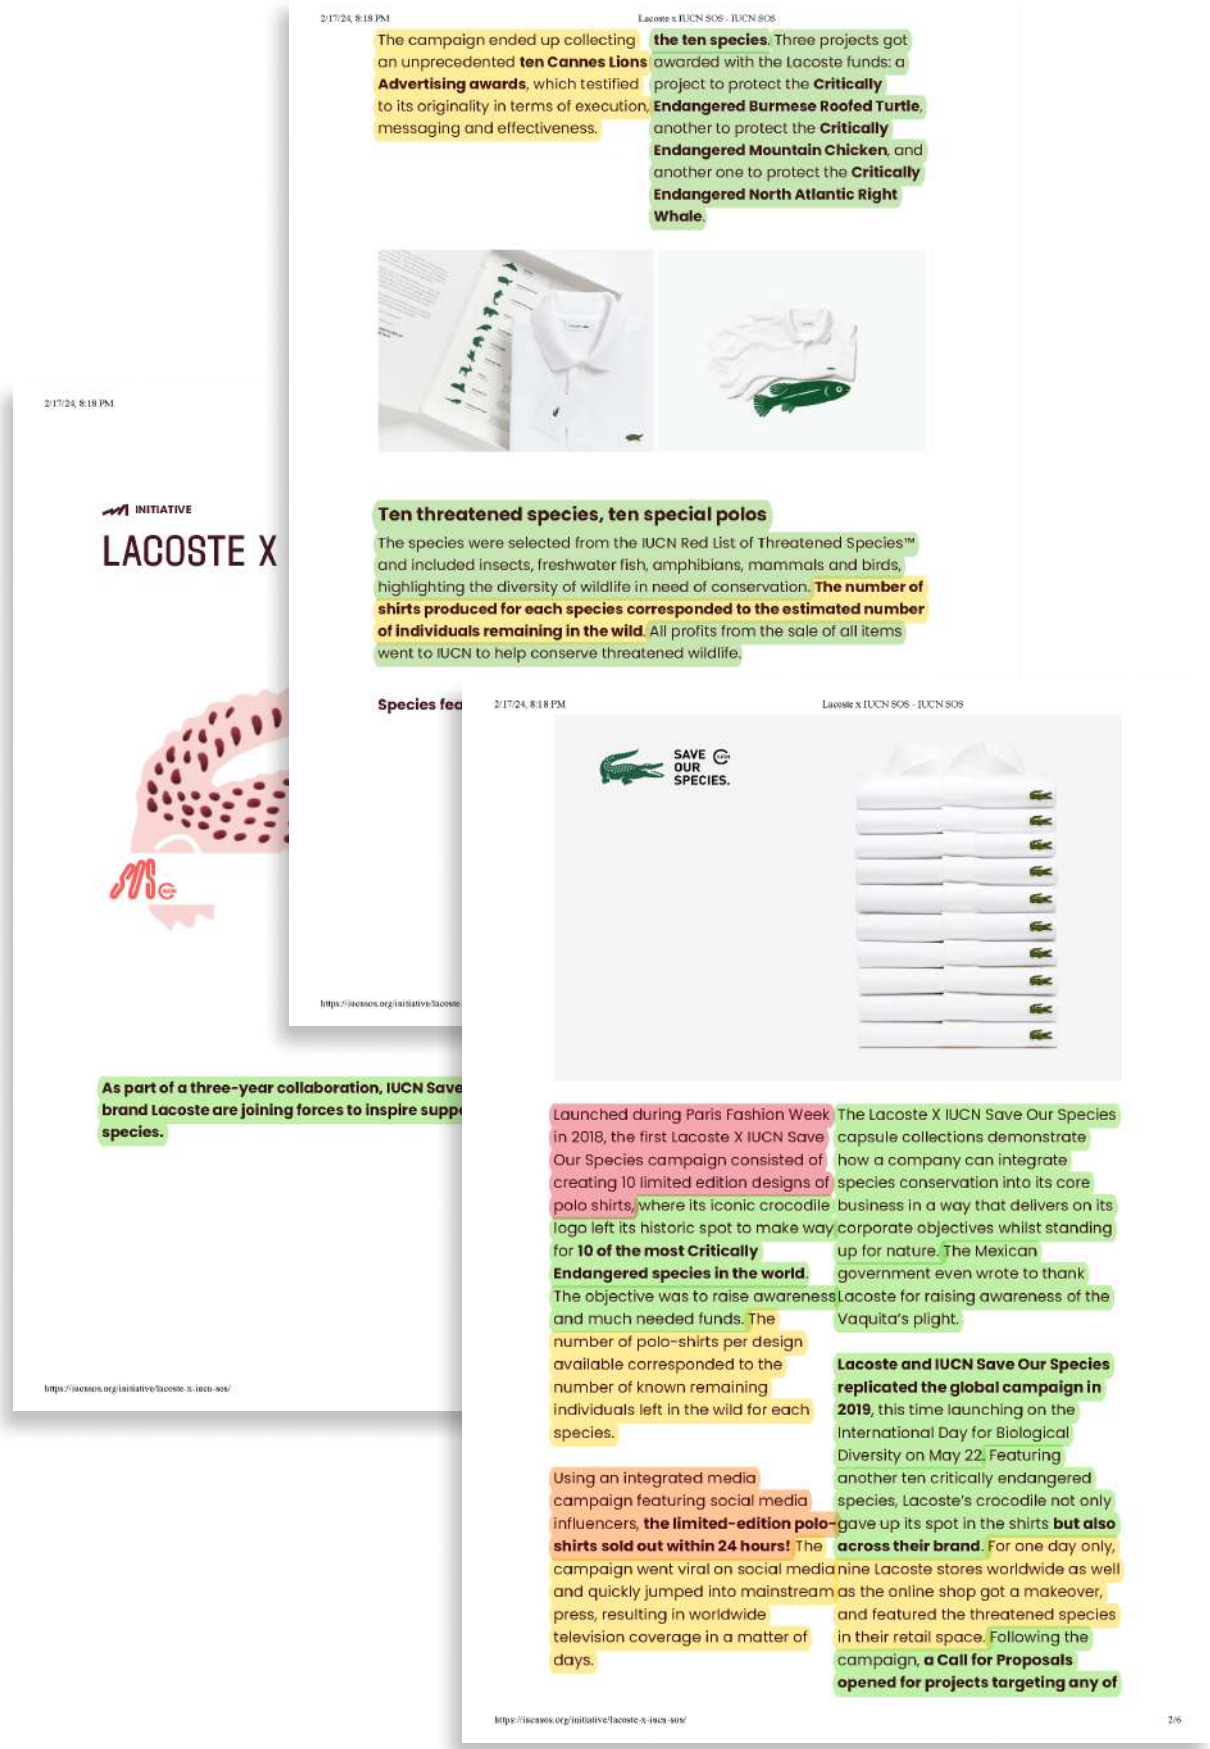 2/17/24, 8:18 PM
Lacoste x IUCN SOS - IUCN SOS
The campaign ended up collecting
an unprecedented ten Cannes Lions
Advertising awards, which testified
to its originality in terms of execution,
messaging and effectiveness.
the ten species. Three projects got
awarded with the Lacoste funds: a
project to protect the Critically
Endangered Burmese Roofed Turtle,
another to protect the Critically
Endangered Mountain Chicken, and
another one to protect the Critically
Endangered North Atlantic Right
Whale.
Ten threatened species, ten special polos
The species were selected from the IUCN Red List of Threatened Species™
and included insects, freshwater fish, amphibians, mammals and birds,
highlighting the diversity of wildlife in need of conservation. The number of
shirts produced for each species corresponded to the estimated number
of individuals remaining in the wild. All profits from the sale of all items
went to IUCN to help conserve threatened wildlife.
Species fea
https://iucnsos.org/initiative/lacoste-
2/17/24, 8:18 PM
INITIATIVE
LACOSTE X
SOS
As part of a three-year collaboration, IUCN Save
brand Lacoste are joining forces to inspire suppo
species.
https://iucnsos.org/initiative/lacoste-x-iucn-sos/
2/17/24, 8:18 PM
Lacoste x IUCN SOS - IUCN SOS
SAVE
OUR
SPECIES.
Launched during Paris Fashion Week
in 2018, the first Lacoste X IUCN Save
Our Species campaign consisted of
creating 10 limited edition designs of
polo shirts, where its iconic crocodile
logo left its historic spot to make way
for 10 of the most Critically
Endangered species in the world.
The objective was to raise awareness
and much needed funds. The
number of polo-shirts per design
available corresponded to the
number of known remaining
individuals left in the wild for each
species.
Using an integrated media
campaign featuring social media
influencers, the limited-edition polo-
shirts sold out within 24 hours! The
campaign went viral on social media
and quickly jumped into mainstream
press, resulting in worldwide
television coverage in a matter of
days.
The Lacoste X IUCN Save Our Species
capsule collections demonstrate
how a company can integrate
species conservation into its core
business in a way that delivers on its
corporate objectives whilst standing
up for nature. The Mexican
government even wrote to thank
Lacoste for raising awareness of the
Vaquita's plight.
Lacoste and IUCN Save Our Species
replicated the global campaign in
2019, this time launching on the
International Day for Biological
Diversity on May 22. Featuring
another ten critically endangered
species, Lacoste's crocodile not only
gave up its spot in the shirts but also
across their brand. For one day only,
nine Lacoste stores worldwide as well
as the online shop got a makeover,
and featured the threatened species
in their retail space. Following the
campaign, a Call for Proposals
opened for projects targeting any of
https://iucnsos.org/initiative/lacoste-x-iucn-sos/
2/6